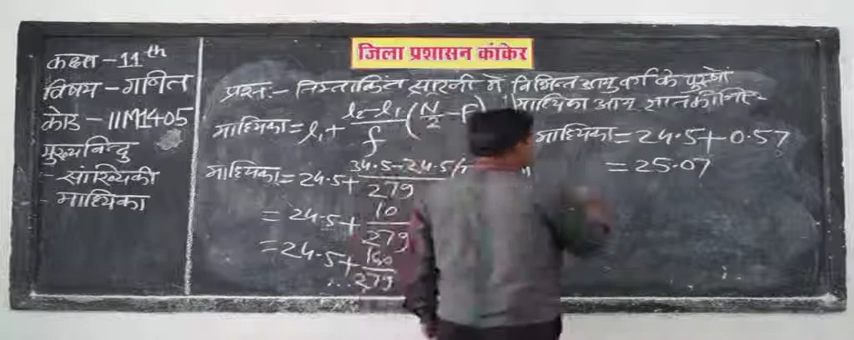 जिला प्रशासन कांकेर
कक्षा - 11th
विषय - गणित
कोड - 11M1405
मुख्य बिन्दु
- सांख्यिकी
- माध्यिका
प्रश्न:- निम्नांकित सारणी में विभिन्न आयु वर्ग के पुरुषों
माध्यिका आयु ज्ञात कीजिए-
माध्यिका = l₁ + l₂-l₁/f (N/2 - F)
माध्यिका = 24.5 + 34.5-24.5/279
= 24.5 + 10/279
= 24.5 + 160/279
माध्यिका = 24.5 + 0.57
= 25.07